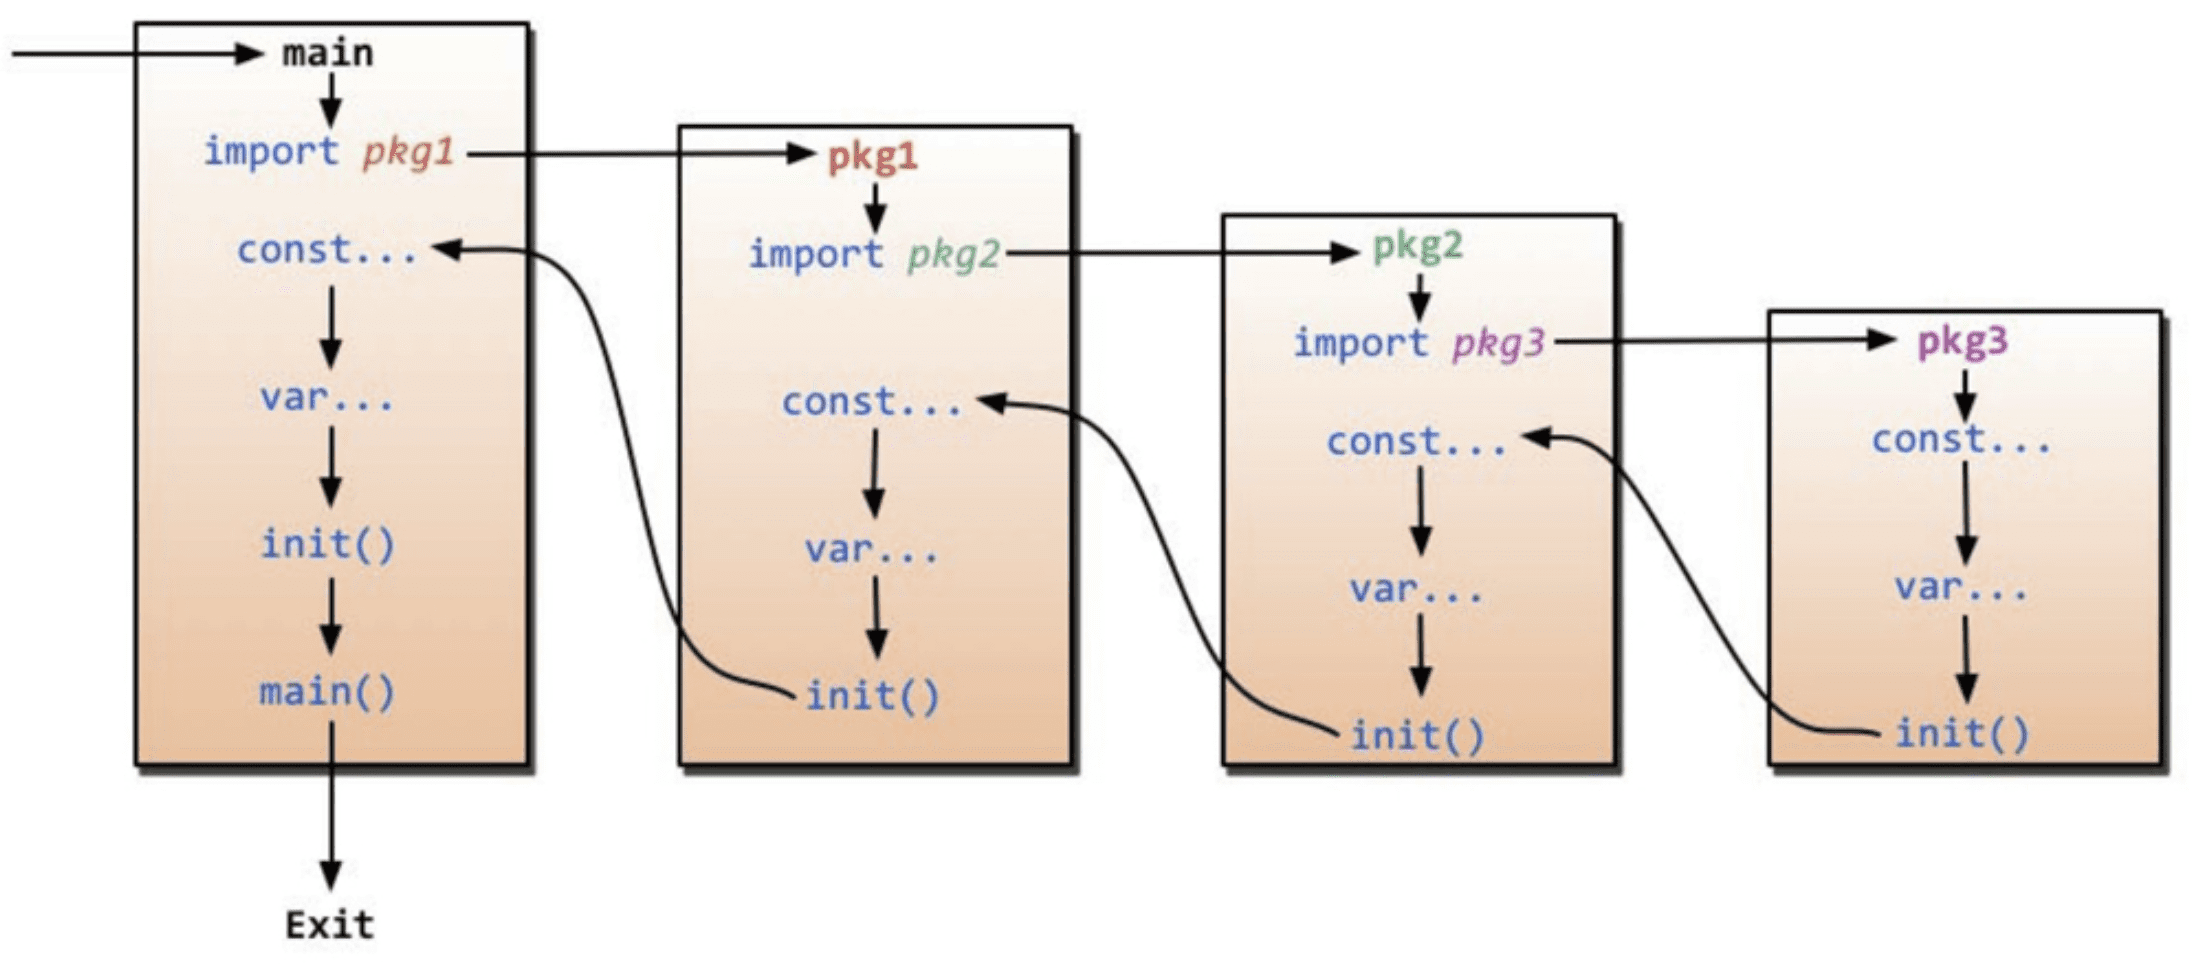 main
import pkg1
const...
var...
init()
main()
Exit
pkg1
import pkg2
const...
var...
init()
pkg2
import pkg3
const...
var...
init()
pkg3
const...
var...
init()